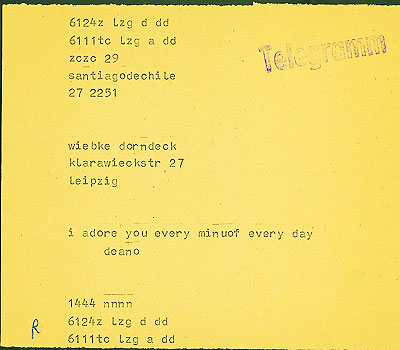 6124z lzg d dd
6111tc lzg a dd
zczc 29
santiagodechile
27 2251
Telegramm
wiebke dorndeck
klarawieckstr 27
leipzig
i adore you every minuof every day
deano
1444 nnnn
R
6124z lzg d dd
6111tc lzg a dd